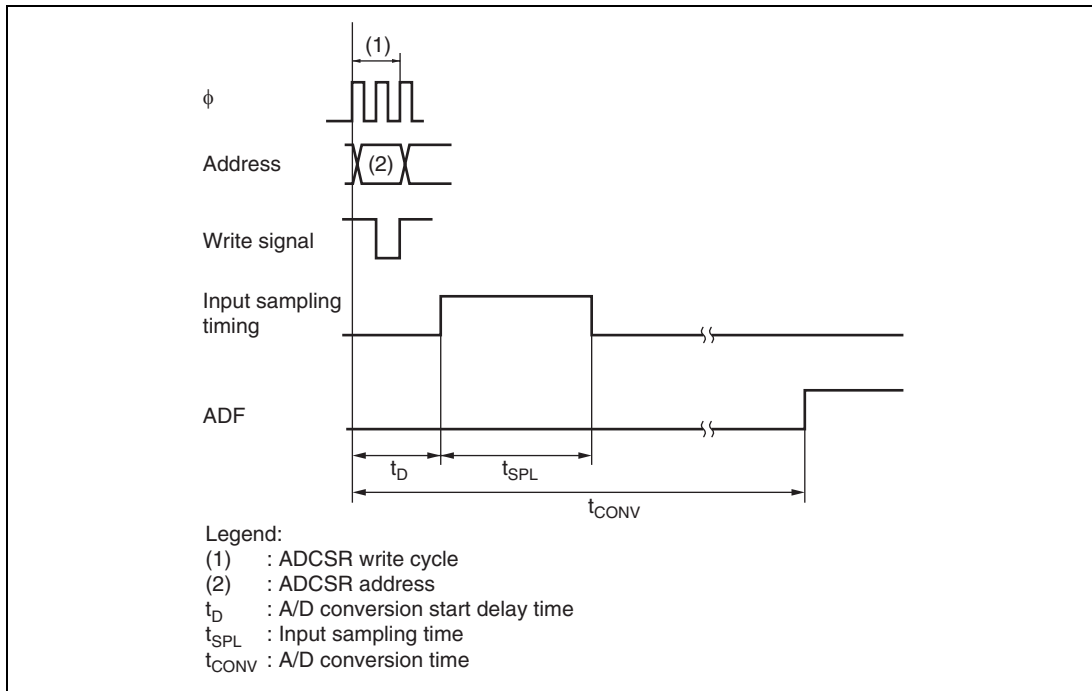 (1)
ϕ
Address
(2)
Write signal
Input sampling
timing
ADF
tD
tSPL
tCONV
Legend:
(1) : ADCSR write cycle
(2) : ADCSR address
tD : A/D conversion start delay time
tSPL : Input sampling time
tCONV : A/D conversion time